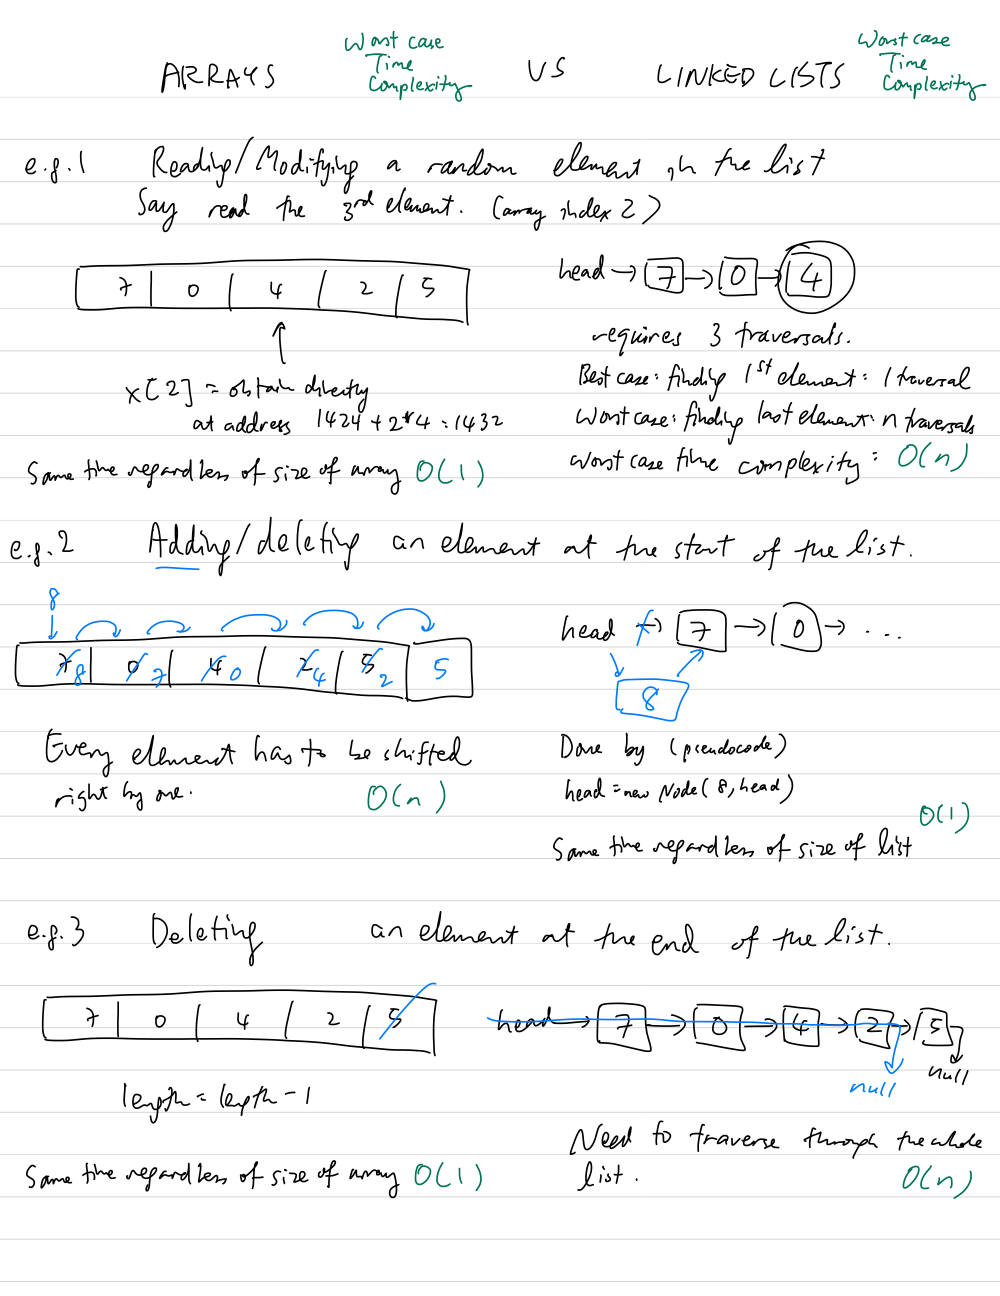 ARRAYS
Worst case
Time
Complexity
VS
LINKED LISTS
Worst case
Time
Complexity
e.g.1 Reading/Modifying a random element in the list
Say read the 3rd element. (array index 2)
7 0 4 2 5
x[2] = obtain directly
at address 1424+2*4=1432
Same time regardless of size of array O(1)
head → 7 → 0 → 4
requires 3 traversals.
Best case: finding 1st element: 1 traversal
Worst case: finding last element: n traversals
Worst case time complexity: O(n)
e.g.2 Adding/deleting an element at the start of the list.
8
7 8 0 7 4 0 2 4 5 2 5
Every element has to be shifted
right by one. O(n)
head → 7 → 0 → ...
8
Done by (pseudocode)
head = new Node(8, head)
O(1)
Same time regardless of size of list
e.g.3 Deleting an element at the end of the list.
7 0 4 2 5
length = length - 1
Same time regardless of size of array O(1)
head → 7 → 0 → 4 → 2 → 5
null
null
Need to traverse through the whole
list. O(n)